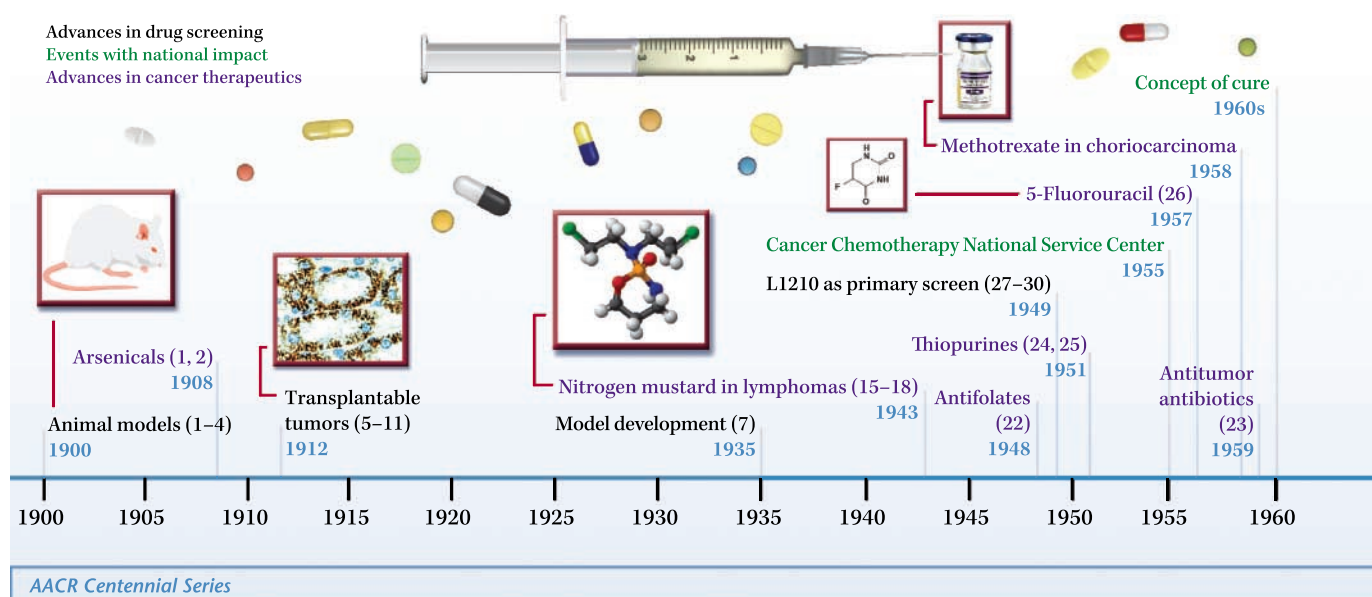 Advances in drug screening
Events with national impact
Advances in cancer therapeutics
3
2
1
Concept of cure
1960s
Methotrexate in choriocarcinoma
1958
H
N
O
NH
F
O
5-Fluorouracil (26)
1957
Cancer Chemotherapy National Service Center
1955
L1210 as primary screen (27–30)
1949
Thiopurines (24, 25)
1951
Arsenicals (1, 2)
1908
Animal models (1–4)
1900
Transplantable
tumors (5–11)
1912
Nitrogen mustard in lymphomas (15–18)
1943
Model development (7)
1935
Antifolates
(22)
1948
Antitumor
antibiotics
(23)
1959
1900 1905 1910 1915 1920 1925 1930 1935 1940 1945 1950 1955 1960
AACR Centennial Series